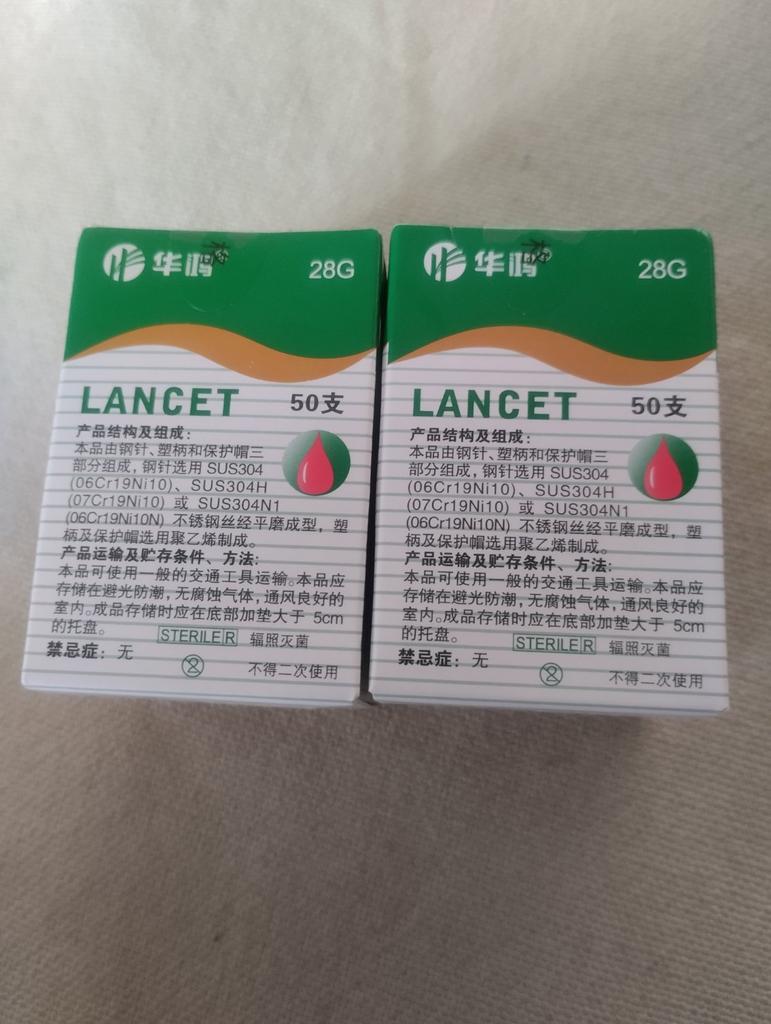 华鸿
28G
LANCET 50支
产品结构及组成：
本品由钢针、塑柄和保护帽三
部分组成，钢针选用 SUS304
(06Cr19Ni10)、SUS304H
(07Cr19Ni10) 或 SUS304N1
(06Cr19Ni10N) 不锈钢丝经平磨成型，塑
柄及保护帽选用聚乙烯制成。
产品运输及贮存条件、方法：
本品可使用一般的交通工具运输。本品应
存储在避光防潮，无腐蚀气体，通风良好的
室内。成品存储时应在底部加垫大于 5cm
的托盘。
STERILE R 辐照灭菌
禁忌症：无
2 不得二次使用
华鸿
28G
LANCET 50支
产品结构及组成：
本品由钢针、塑柄和保护帽三
部分组成，钢针选用 SUS304
(06Cr19Ni10)、SUS304H
(07Cr19Ni10) 或 SUS304N1
(06Cr19Ni10N) 不锈钢丝经平磨成型，塑
柄及保护帽选用聚乙烯制成。
产品运输及贮存条件、方法：
本品可使用一般的交通工具运输。本品应
存储在避光防潮，无腐蚀气体，通风良好的
室内。成品存储时应在底部加垫大于 5cm
的托盘。
STERILE R 辐照灭菌
禁忌症：无
2 不得二次使用